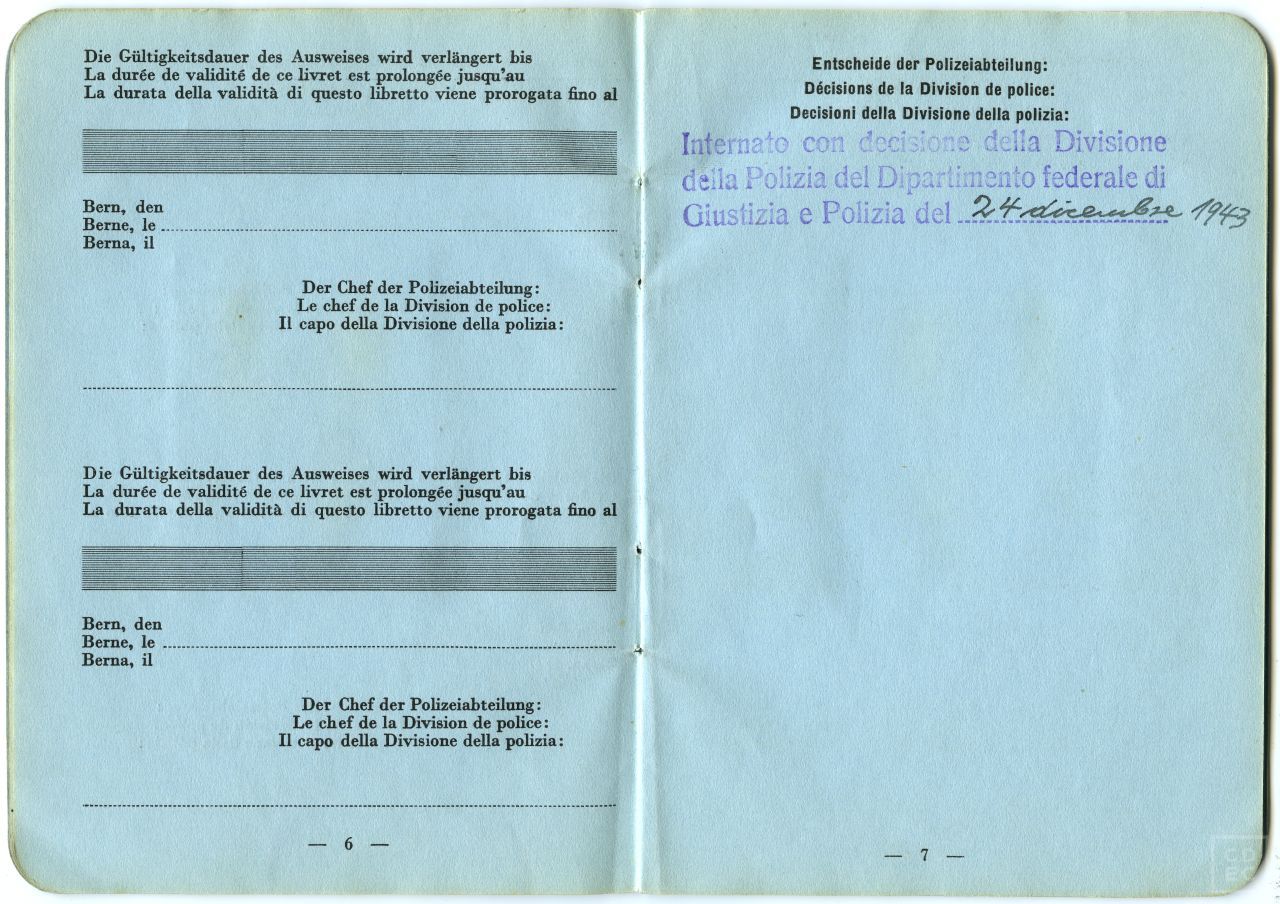 Die Gültigkeitsdauer des Ausweises wird verlängert bis
La durée de validité de ce livret est prolongée jusqu'au
La durata della validità di questo libretto viene prorogata fino al
Bern, den
Berne, le
Berna, il
Der Chef der Polizeiabteilung:
Le chef de la Division de police:
Il capo della Divisione della polizia:
Die Gültigkeitsdauer des Ausweises wird verlängert bis
La durée de validité de ce livret est prolongée jusqu'au
La durata della validità di questo libretto viene prorogata fino al
Bern, den
Berne, le
Berna, il
Der Chef der Polizeiabteilung:
Le chef de la Division de police:
Il capo della Divisione della polizia:
— 6 —
Entscheide der Polizeiabteilung:
Décisions de la Division de police:
Decisioni della Divisione della polizia:
Internato con decisione della Divisione
della Polizia del Dipartimento federale di
Giustizia e Polizia del 24 dicembre 1943
— 7 —
CD
EC